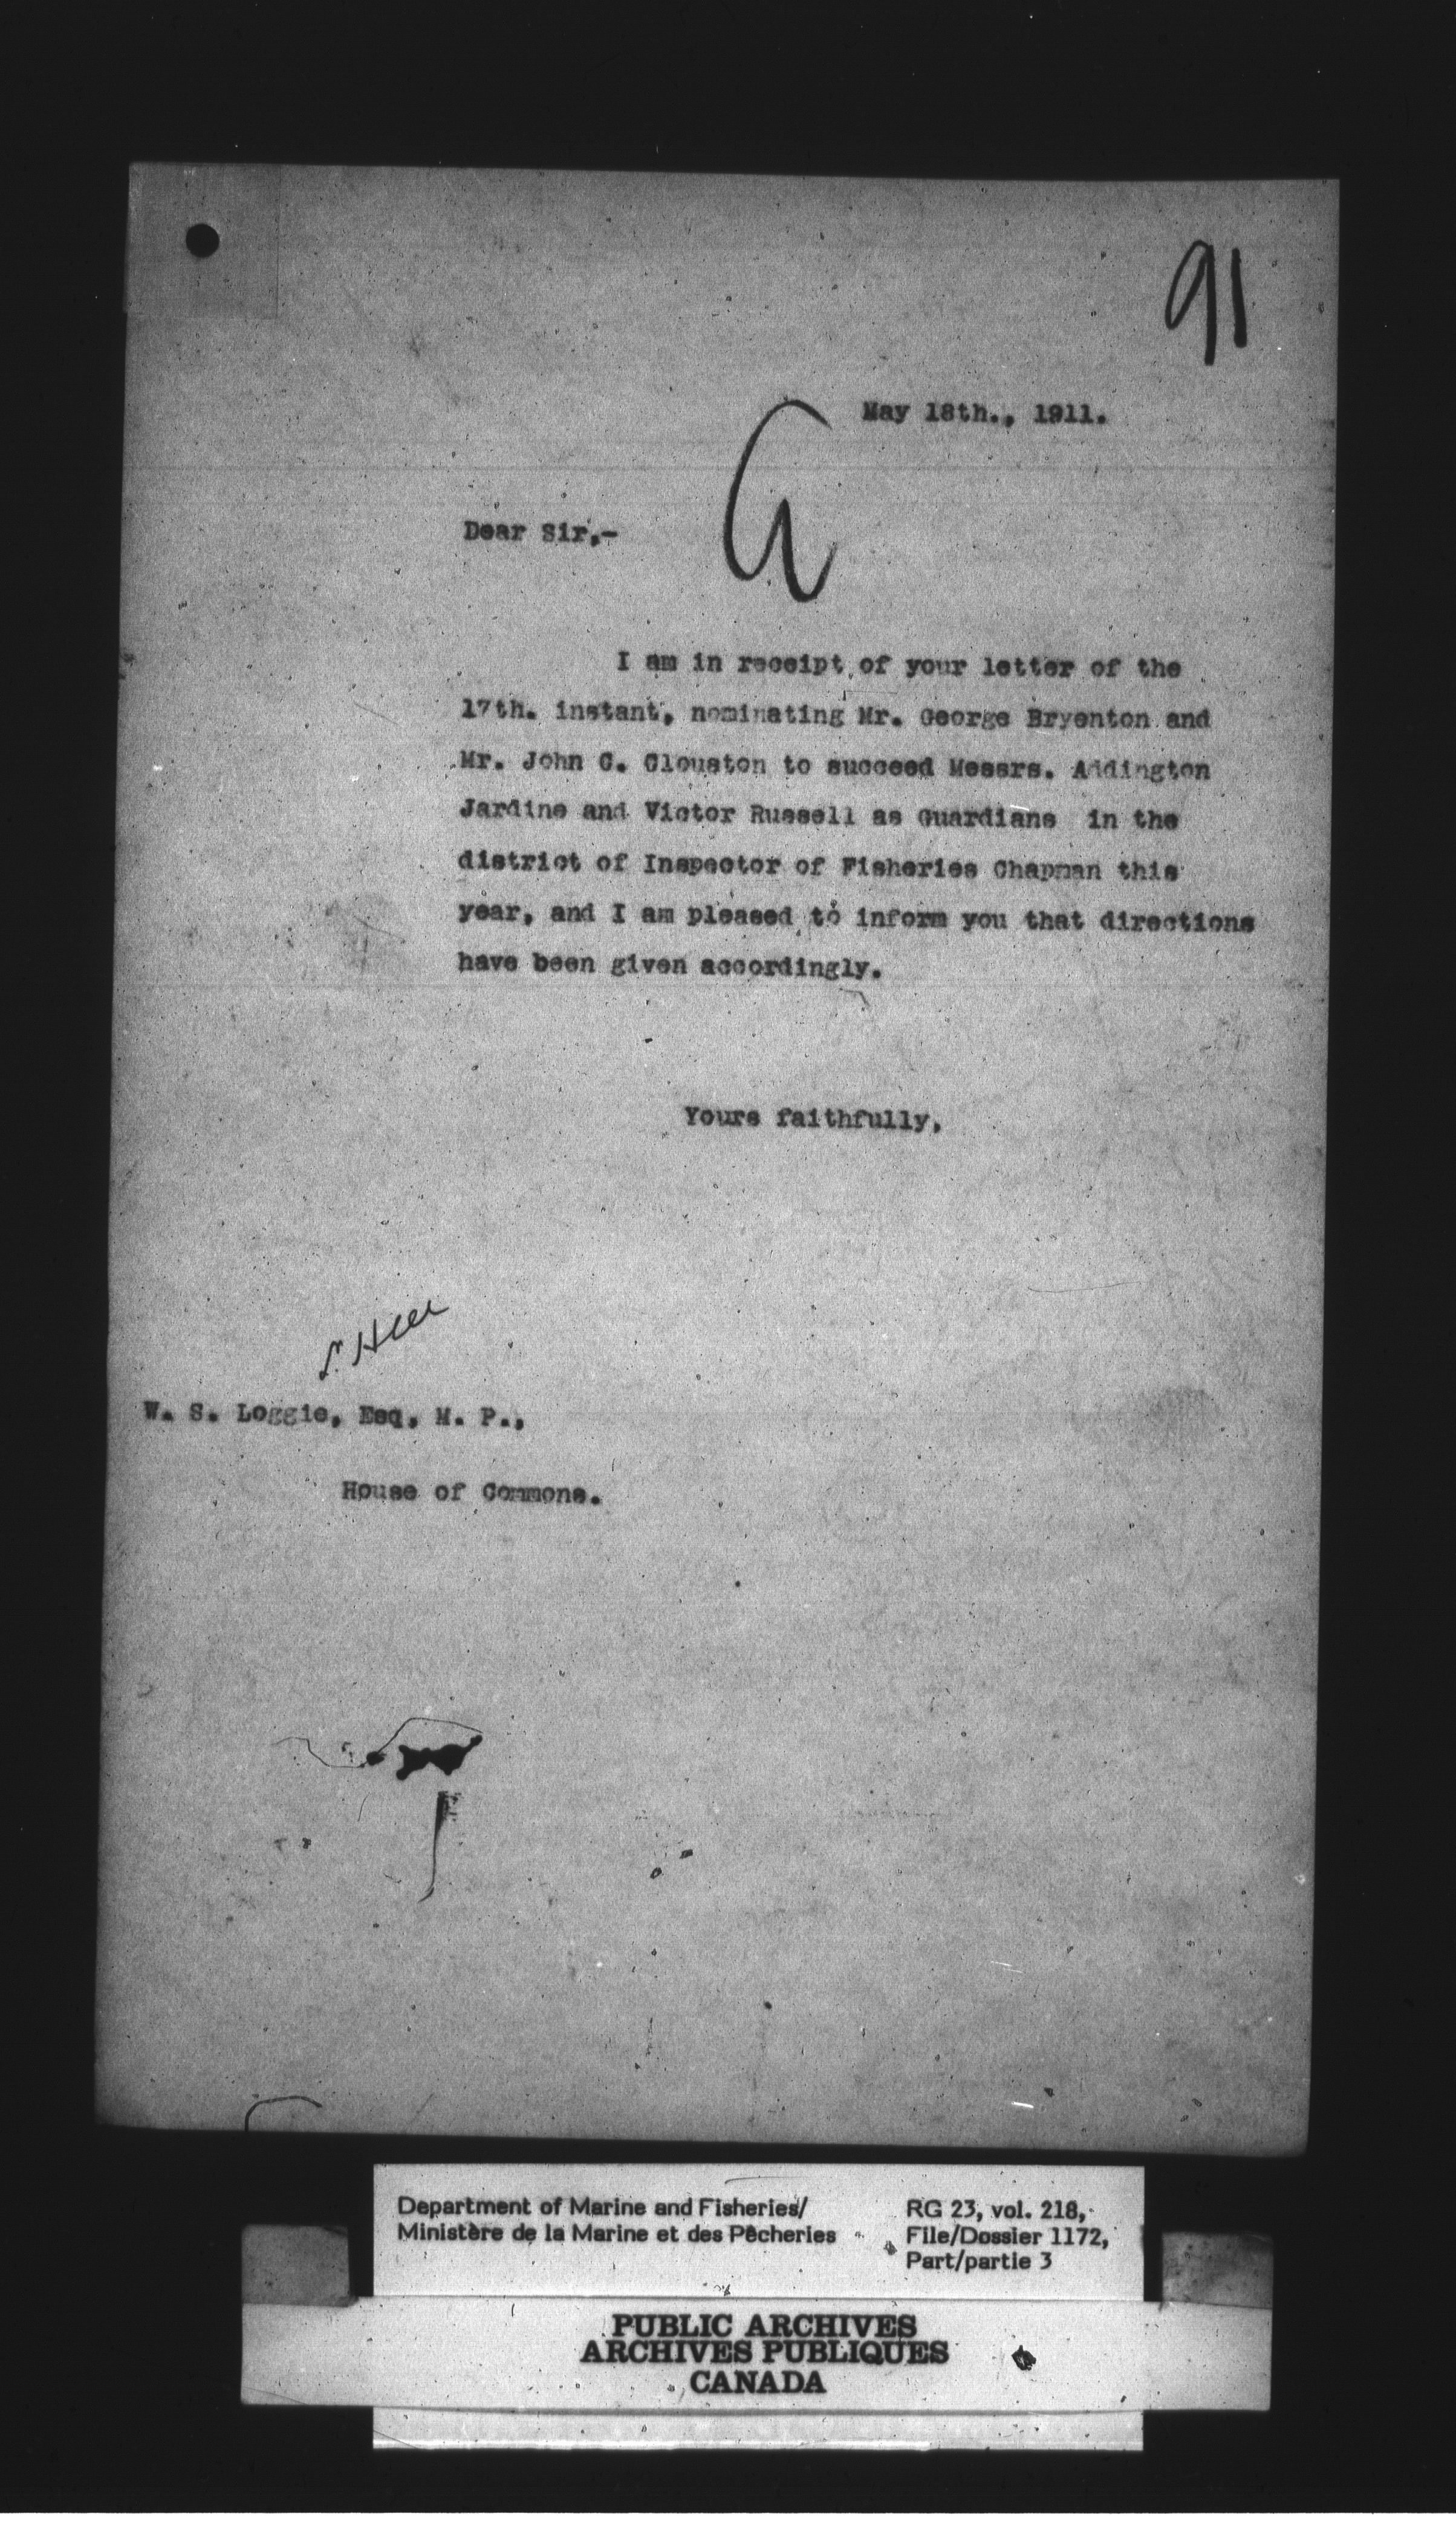 91
May 18th., 1911.
Dear Sir,-
I am in receipt of your letter of the
17th. instant, nominating Mr. George Bryenton and
Mr. John C. Clouston to succeed Messrs. Addington
Jardine and Victor Russell as Guardians in the
district of Inspector of Fisheries Chapman this
year, and I am pleased to inform you that directions
have been given accordingly.
Yours faithfully,
W. S. Loggie, Esq. M. P.,
House of Commons.
Department of Marine and Fisheries/
Ministère de la Marine et des Pêcheries
RG 23, vol. 218,
File/Dossier 1172,
Part/partie 3
PUBLIC ARCHIVES
ARCHIVES PUBLIQUES
CANADA